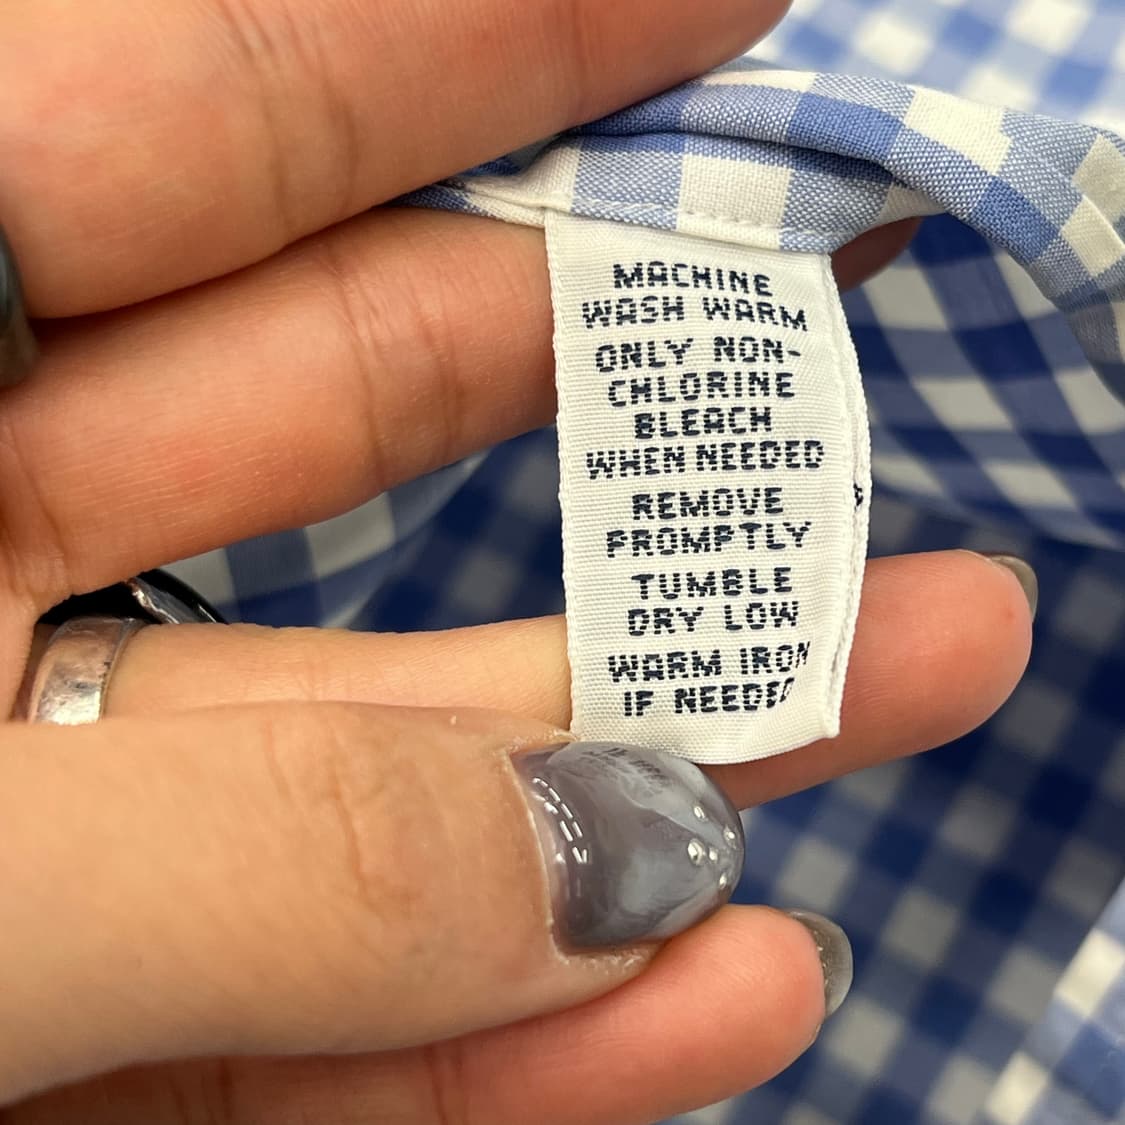 MACHINE
WASH WARM
ONLY NON-
CHLORINE
BLEACH
WHEN NEEDED
REMOVE
PROMPTLY
TUMBLE
DRY LOW
WARM IRON
IF NEEDED